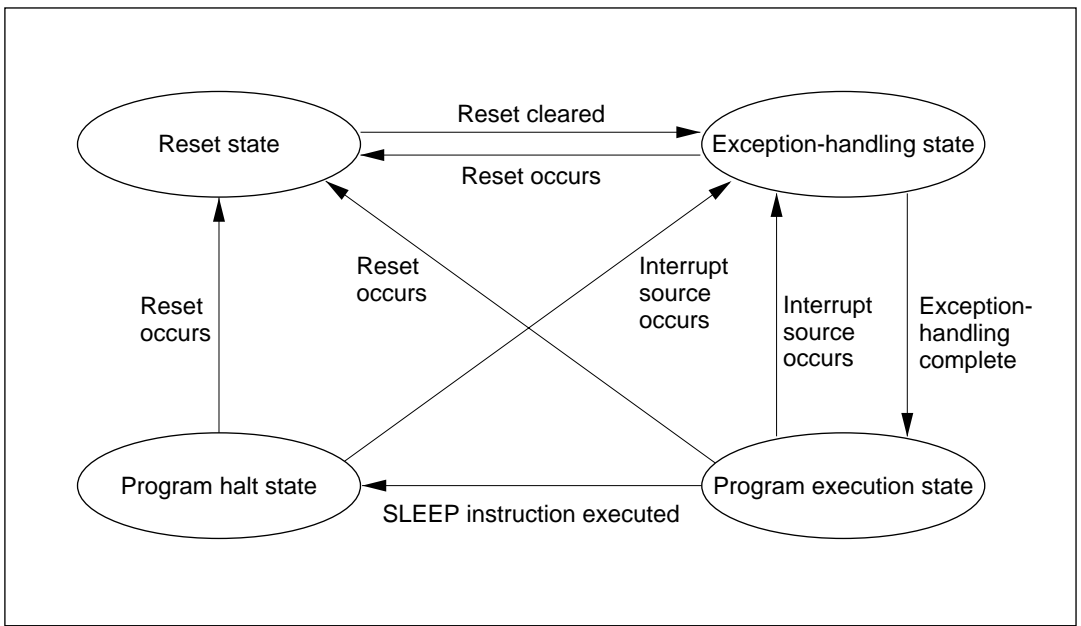 Reset cleared
Reset state
Exception-handling state
Reset occurs
Reset
occurs
Interrupt
source
occurs
Reset
occurs
Interrupt
source
occurs
Exception-
handling
complete
Program halt state
Program execution state
SLEEP instruction executed